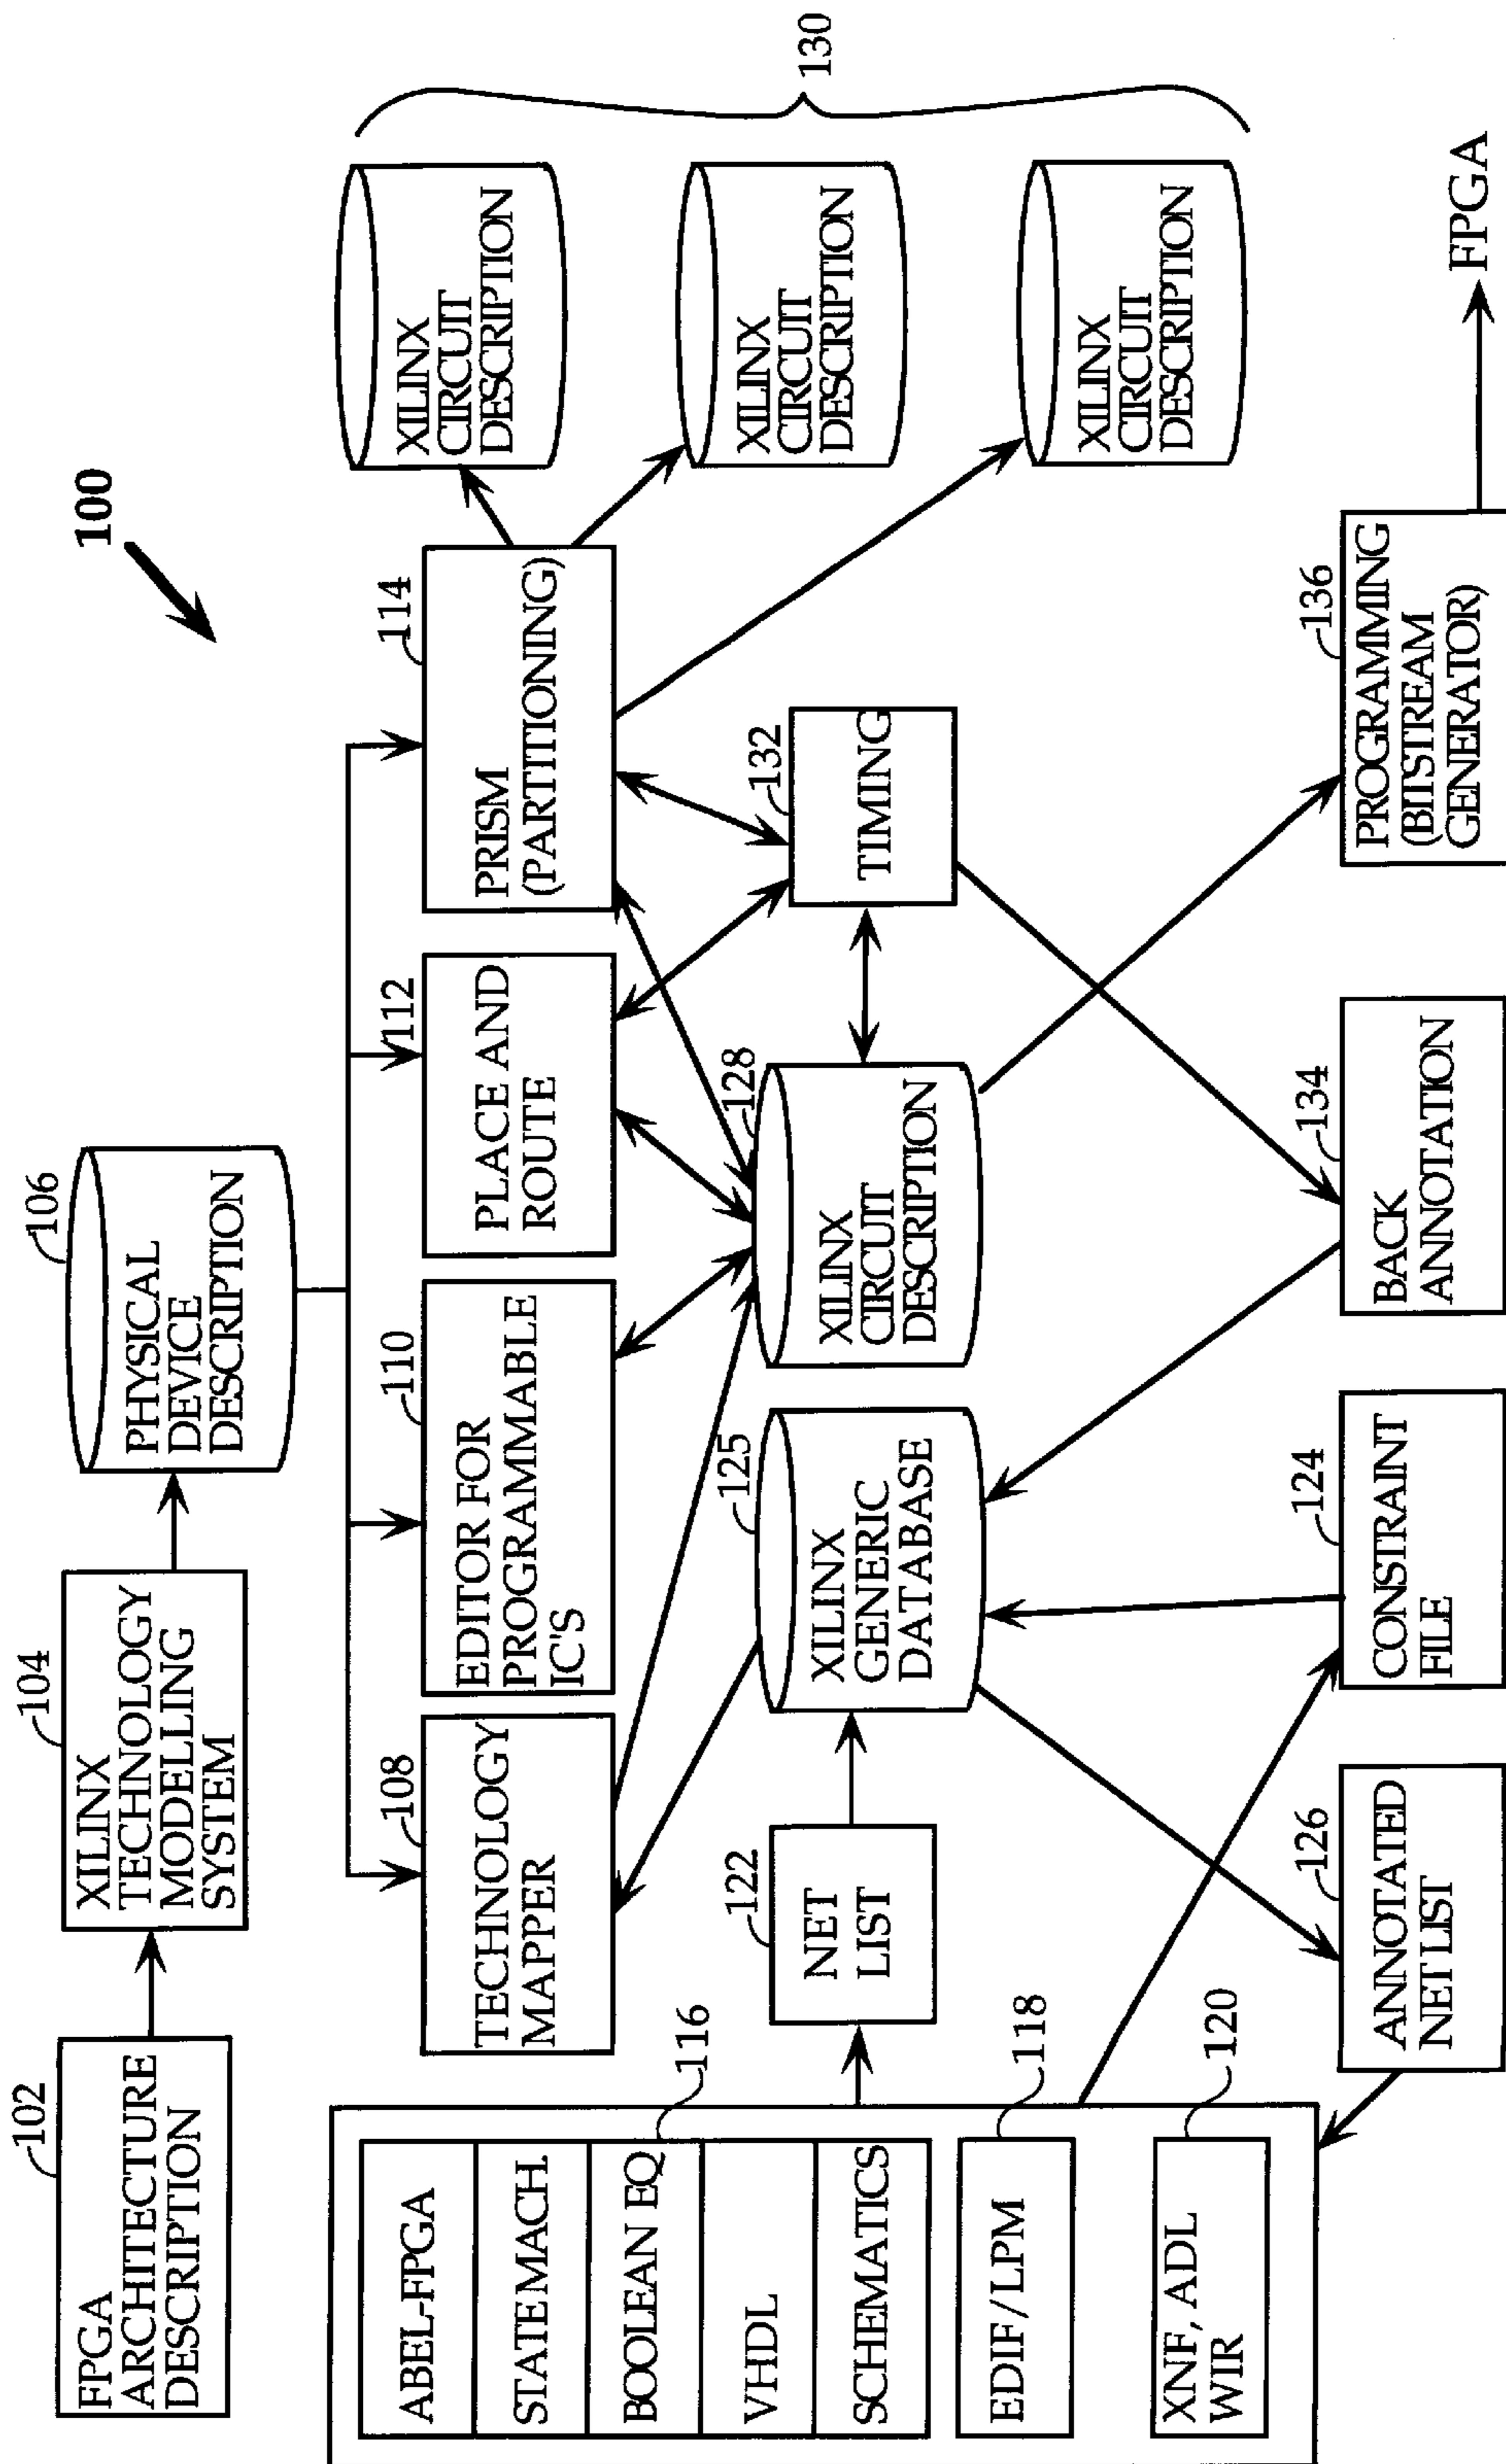 100
102
FPGA
ARCHITECTURE
DESCRIPTION
104
XILINX
TECHNOLOGY
MODELLING
SYSTEM
106
PHYSICAL
DEVICE
DESCRIPTION
108
TECHNOLOGY
MAPPER
110
EDITOR FOR
PROGRAMMABLE
IC'S
112
PLACE AND
ROUTE
114
PRISM
(PARTITIONING)
XILINX
CIRCUIT
DESCRIPTION
XILINX
CIRCUIT
DESCRIPTION
XILINX
CIRCUIT
DESCRIPTION
130
ABEL-FPGA
STATE MACH.
BOOLEAN EQ
VHDL
SCHEMATICS
116
EDIF/LPM
118
XNF, ADL
WIR
120
122
NET
LIST
125
XILINX
GENERIC
DATABASE
128
XILINX
CIRCUIT
DESCRIPTION
132
TIMING
126
ANNOTATED
NET LIST
124
CONSTRAINT
FILE
134
BACK
ANNOTATION
136
PROGRAMMING
(BITSTREAM
GENERATOR)
FPGA